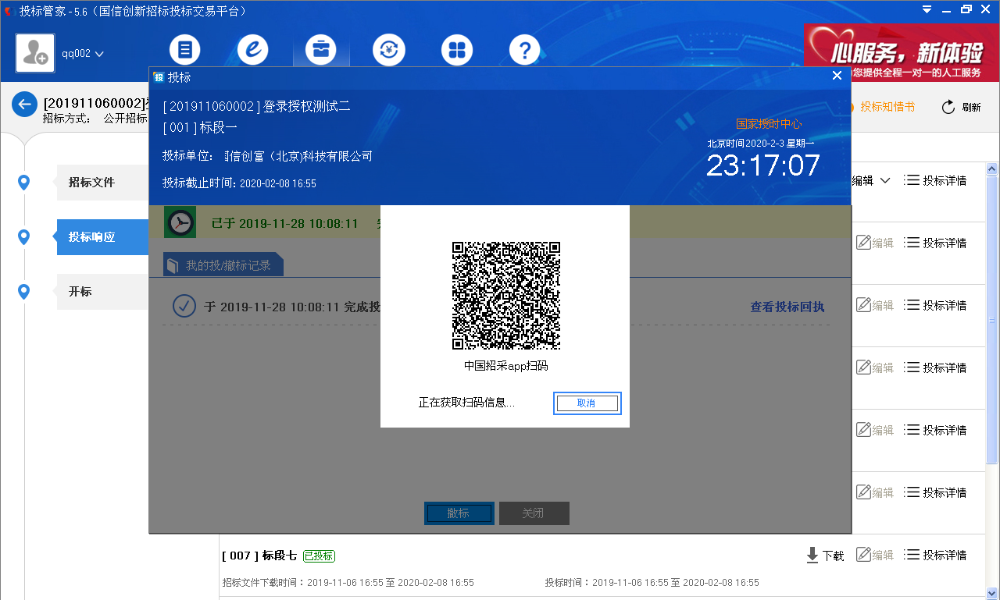 投标管家 - 5.6（国信创新招标投标交易平台）
qq002
心服务，新体验
您提供全程一对一的人工服务
[201911060002]
招标方式： 公开招标
投标知情书
刷新
招标文件
投标响应
开标
投标
[ 201911060002 ] 登录授权测试二
[ 001 ] 标段一
投标单位： 信创富（北京)科技有限公司
投标截止时间: 2020-02-08 16:55
国家授时中心
北京时间 2020-2-3 星期一
23:17:07
已于 2019-11-28 10:08:11
我的投/撤标记录
于 2019-11-28 10:08:11 完成投
查看投标回执
中国招采app扫码
正在获取扫码信息...
取消
撤标
关闭
编辑 投标详情
编辑 投标详情
编辑 投标详情
编辑 投标详情
编辑 投标详情
编辑 投标详情
[ 007 ] 标段七 已投标
下载 编辑 投标详情
招标文件下载时间：2019-11-06 16:55 至 2020-02-08 16:55
投标时间：2019-11-06 16:55 至 2020-02-08 16:55